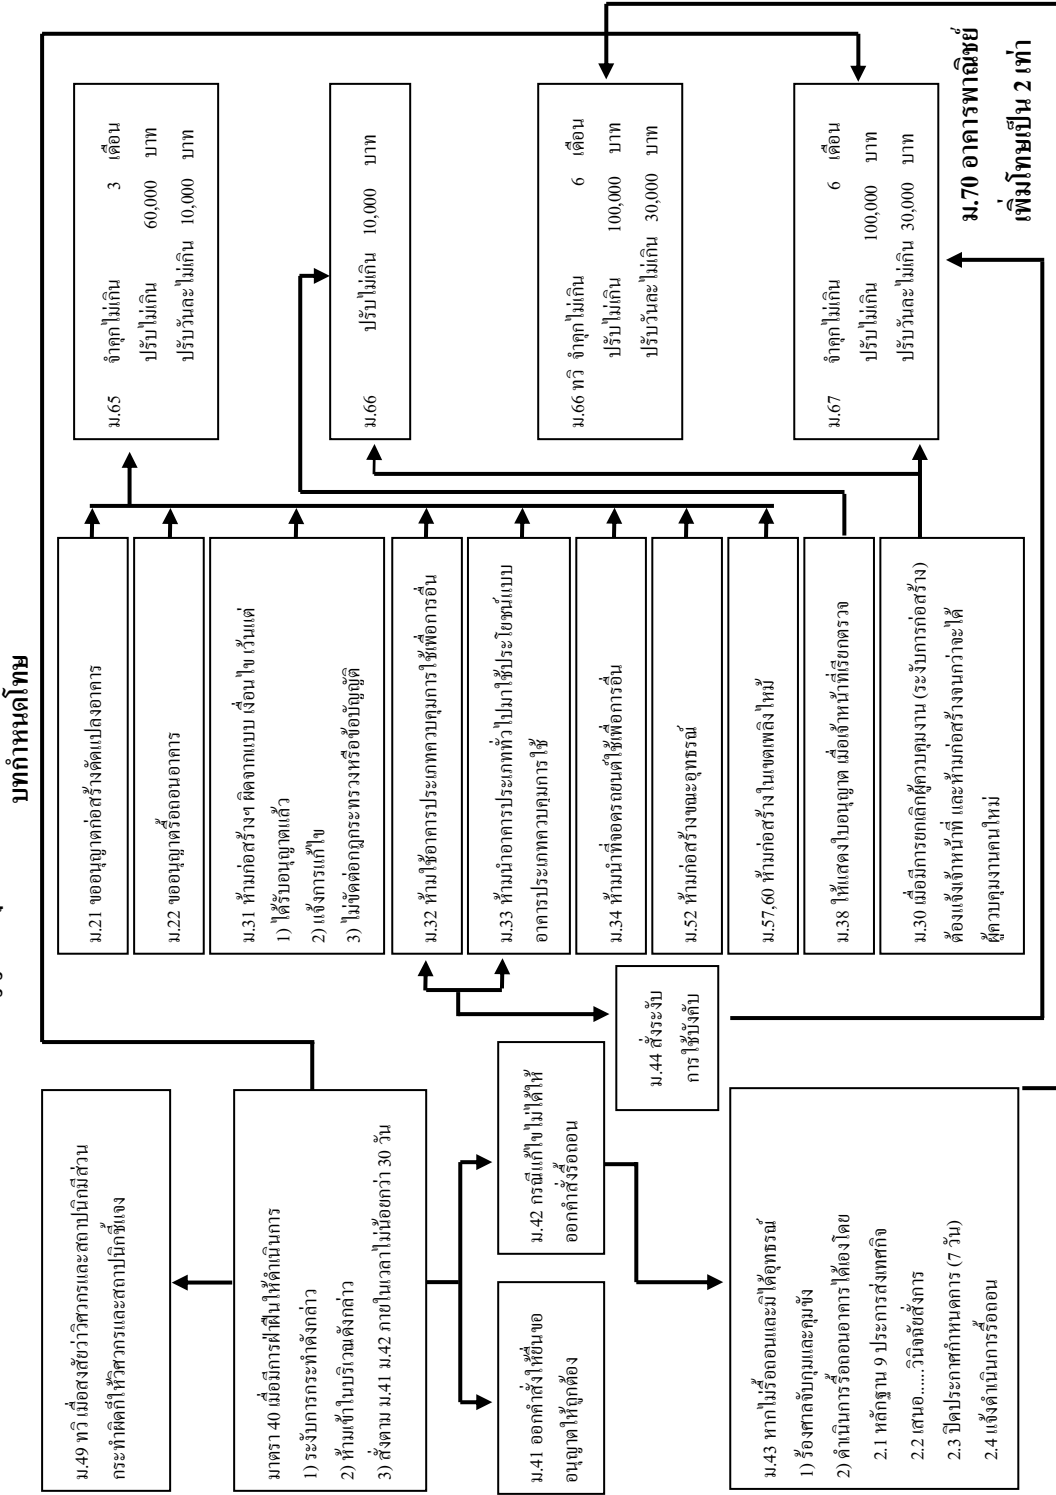 บทกำหนดโทษ
ม.49 ทวิ เมื่อสงสัยว่าวิศวกรและสถาปนิกมีส่วน
กระทำผิดก็ให้วิศวกรและสถาปนิกชี้แจง
มาตรา 40 เมื่อมีการฝ่าฝืนให้ดำเนินการ
1) ระงับการกระทำดังกล่าว
2) ห้ามเข้าในบริเวณดังกล่าว
3) สั่งตาม ม.41 ม.42 ภายในเวลาไม่น้อยกว่า 30 วัน
ม.41 ออกคำสั่งให้ยื่นขอ
อนุญาตให้ถูกต้อง
ม.42 กรณีแก้ไขไม่ได้ให้
ออกคำสั่งรื้อถอน
ม.43 หากไม่รื้อถอนและมิได้อุทธรณ์
1) ร้องศาลจับกุมและคุมขัง
2) ดำเนินการรื้อถอนอาคารได้เองโดย
2.1 หลักฐาน 9 ประการส่งเทศกิจ
2.2 เสนอ......วินิจฉัยสั่งการ
2.3 ปิดประกาศกำหนดการ (7 วัน)
2.4 แจ้งดำเนินการรื้อถอน
ม.44 สั่งระงับ
การใช้บังคับ
ม.21 ขออนุญาตก่อสร้างดัดแปลงอาคาร
ม.22 ขออนุญาตรื้อถอนอาคาร
ม.31 ห้ามก่อสร้างฯ ผิดจากแบบ เงื่อนไข เว้นแต่
1) ได้รับอนุญาตแล้ว
2) แจ้งการแก้ไข
3) ไม่ขัดต่อกฎกระทรวงหรือข้อบัญญัติ
ม.32 ห้ามใช้อาคารประเภทควบคุมการใช้เพื่อการอื่น
ม.33 ห้ามนำอาคารประเภททั่วไปมาใช้ประโยชน์แบบ
อาคารประเภทควบคุมการใช้
ม.34 ห้ามนำที่จอดรถยนต์ใช้เพื่อการอื่น
ม.52 ห้ามก่อสร้างขณะอุทธรณ์
ม.57,60 ห้ามก่อสร้างในเขตเพลิงไหม้
ม.38 ให้แสดงใบอนุญาต เมื่อเจ้าหน้าที่เรียกตรวจ
ม.30 เมื่อมีการยกเลิกผู้ควบคุมงาน (ระงับการก่อสร้าง)
ต้องแจ้งเจ้าหน้าที่ และห้ามก่อสร้างจนกว่าจะได้
ผู้ควบคุมงานคนใหม่
ม.65 จำคุกไม่เกิน 3 เดือน
ปรับไม่เกิน 60,000 บาท
ปรับวันละไม่เกิน 10,000 บาท
ม.66 ปรับไม่เกิน 10,000 บาท
ม.66 ทวิ จำคุกไม่เกิน 6 เดือน
ปรับไม่เกิน 100,000 บาท
ปรับวันละไม่เกิน 30,000 บาท
ม.67 จำคุกไม่เกิน 6 เดือน
ปรับไม่เกิน 100,000 บาท
ปรับวันละไม่เกิน 30,000 บาท
ม.70 อาคารพาณิชย์
เพิ่มโทษเป็น 2 เท่า